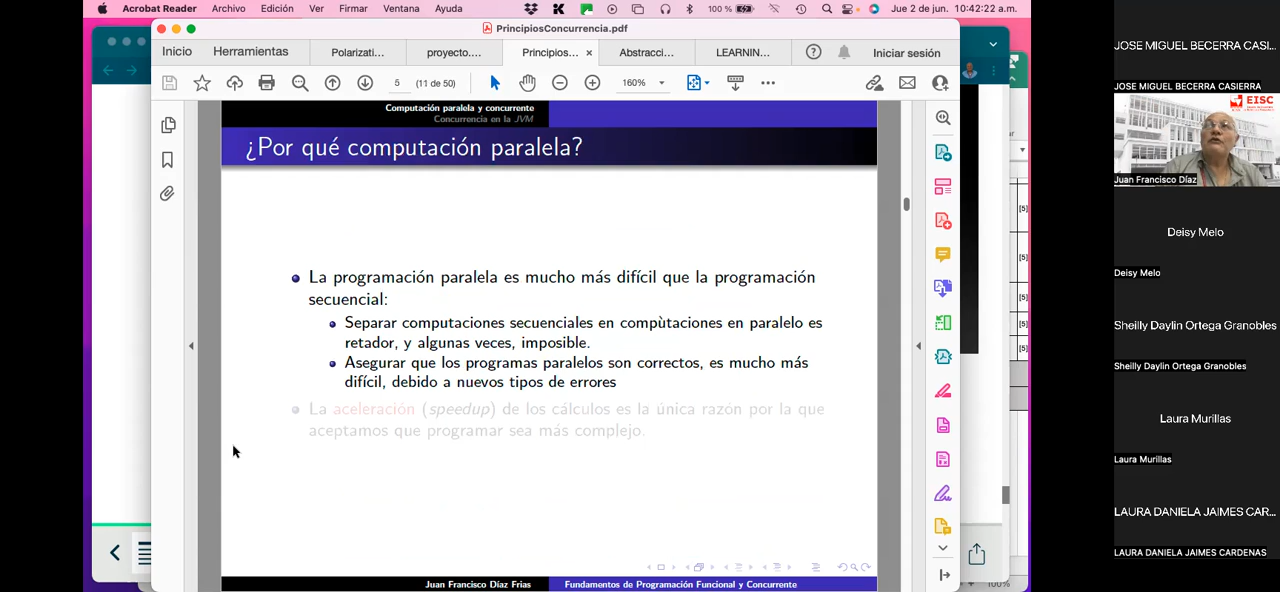 Acrobat Reader Archivo Edición Ver Firmar Ventana Ayuda
100 %
Jue 2 de jun. 10:42:22 a.m.
PrincipiosConcurrencia.pdf
Inicio Herramientas
Polarizati...
proyecto....
Principios... ×
Abstracci...
LEARNIN...
Iniciar sesión
5 (11 de 50)
160%
Computación paralela y concurrente
Concurrencia en la JVM
¿Por qué computación paralela?
La programación paralela es mucho más difícil que la programación
secuencial:
Separar computaciones secuenciales en compùtaciones en paralelo es
retador, y algunas veces, imposible.
Asegurar que los programas paralelos son correctos, es mucho más
difícil, debido a nuevos tipos de errores
La aceleración (speedup) de los cálculos es la única razón por la que
aceptamos que programar sea más complejo.
Juan Francisco Díaz Frias
Fundamentos de Programación Funcional y Concurrente
[5]
[5]
[5]
[5]
[5]
100%
JOSE MIGUEL BECERRA CASI...
JOSE MIGUEL BECERRA CASIERRA
EISC
Juan Francisco Díaz
Deisy Melo
Deisy Melo
Sheilly Daylin Ortega Granobles
Sheilly Daylin Ortega Granobles
Laura Murillas
Laura Murillas
LAURA DANIELA JAIMES CAR...
LAURA DANIELA JAIMES CARDENAS